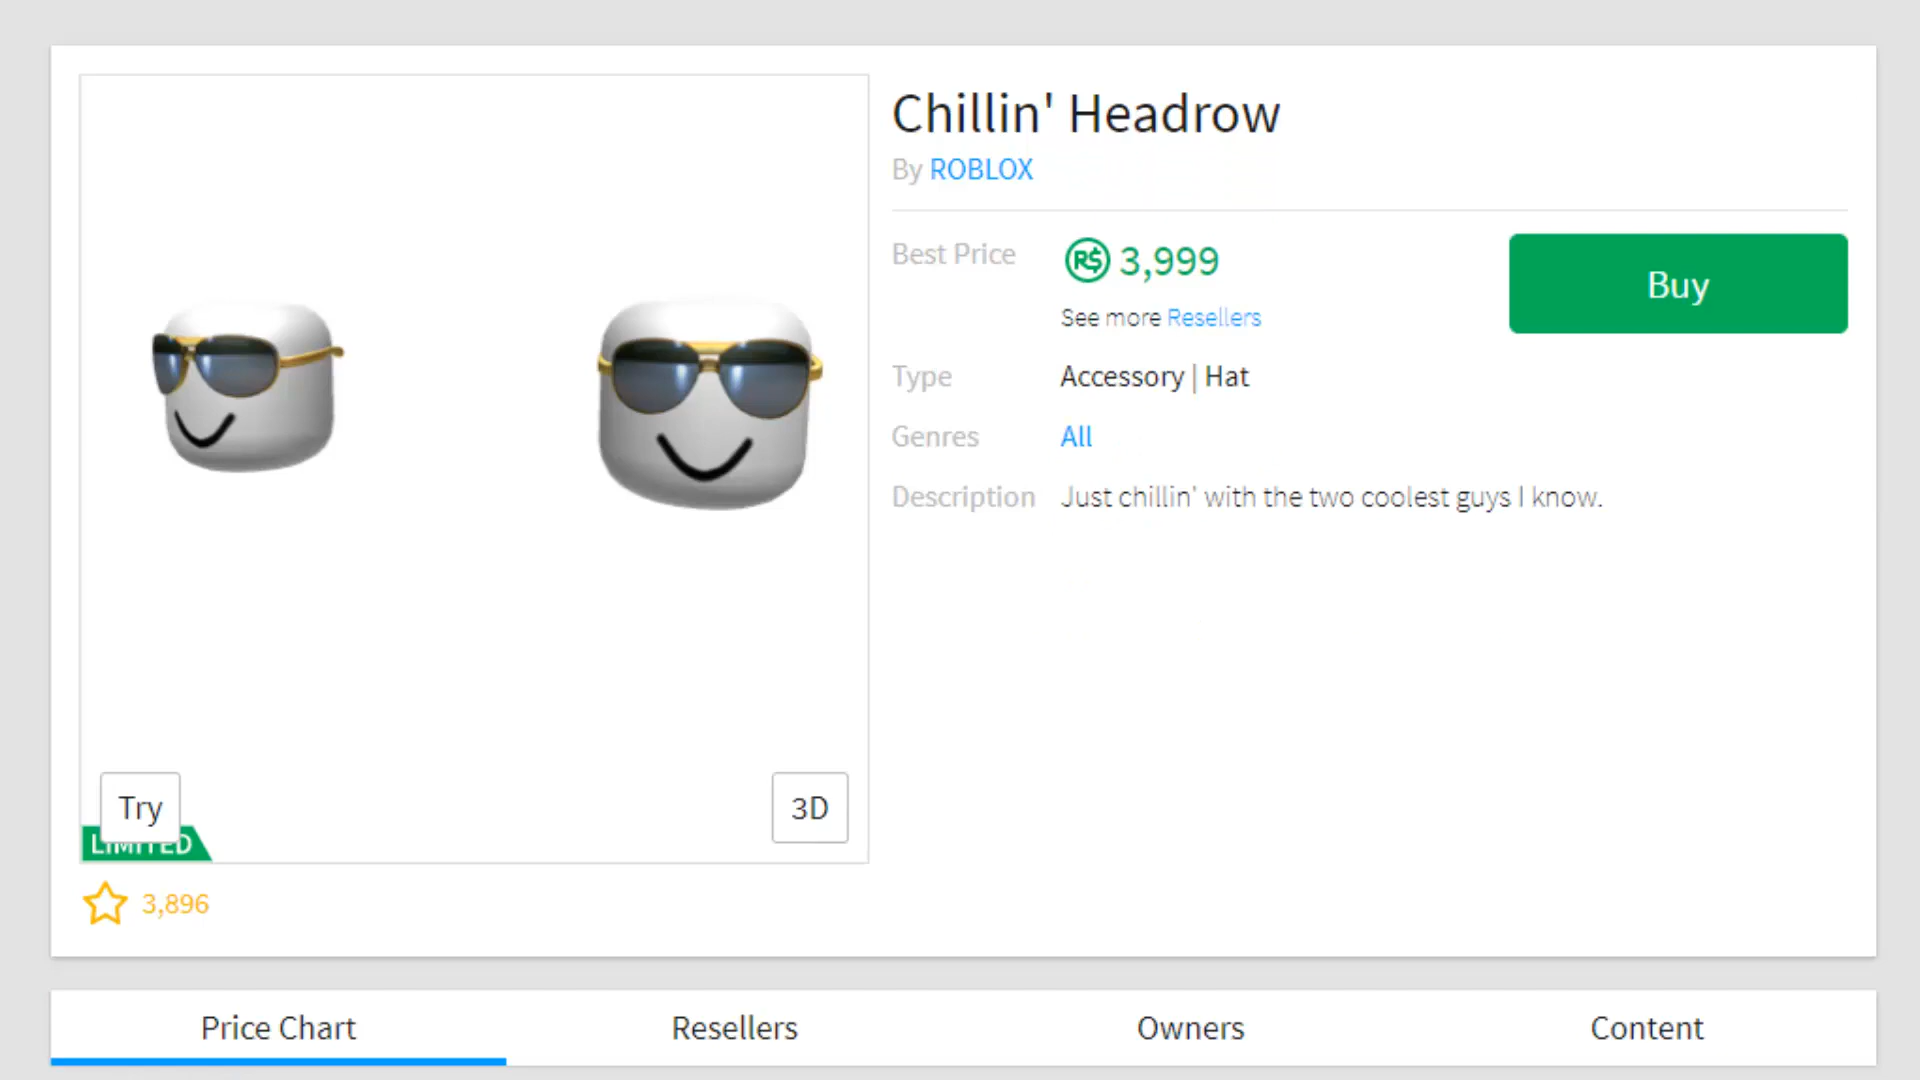 Chillin' Headrow
By ROBLOX
Best Price
R$ 3,999
Buy
See more Resellers
Type
Accessory | Hat
Genres
All
Description
Just chillin' with the two coolest guys I know.
Try
3D
LIMITED
3,896
Price Chart
Resellers
Owners
Content